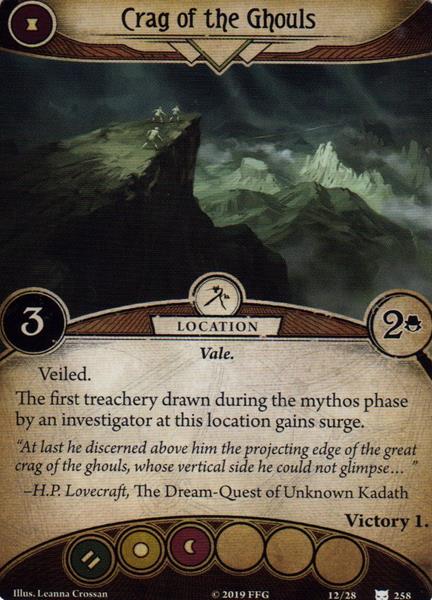 Crag of the Ghouls
3
LOCATION
2
Vale.
Veiled.
The first treachery drawn during the mythos phase
by an investigator at this location gains surge.
“At last he discerned above him the projecting edge of the great
crag of the ghouls, whose vertical side he could not glimpse… ”
–H.P. Lovecraft, The Dream-Quest of Unknown Kadath
Victory 1.
Illus. Leanna Crossan © 2019 FFG 12/28 258